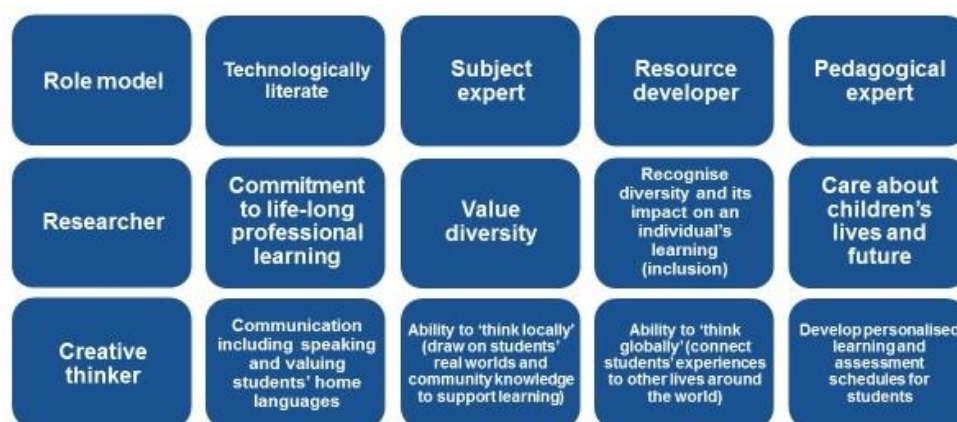 Role model
Technologically
literate
Subject
expert
Resource
developer
Pedagogical
expert
Researcher
Commitment
to life-long
professional
learning
Value
diversity
Recognise
diversity and its
impact on an
individual's
learning
(inclusion)
Care about
children's
lives and
future
Creative
thinker
Communication
including speaking
and valuing
students' home
languages
Ability to 'think locally'
(draw on students'
real worlds and
community knowledge
to support learning)
Ability to 'think
globally' (connect
students' experiences
to other lives around
the world)
Develop personalised
learning and
assessment
schedules for
students